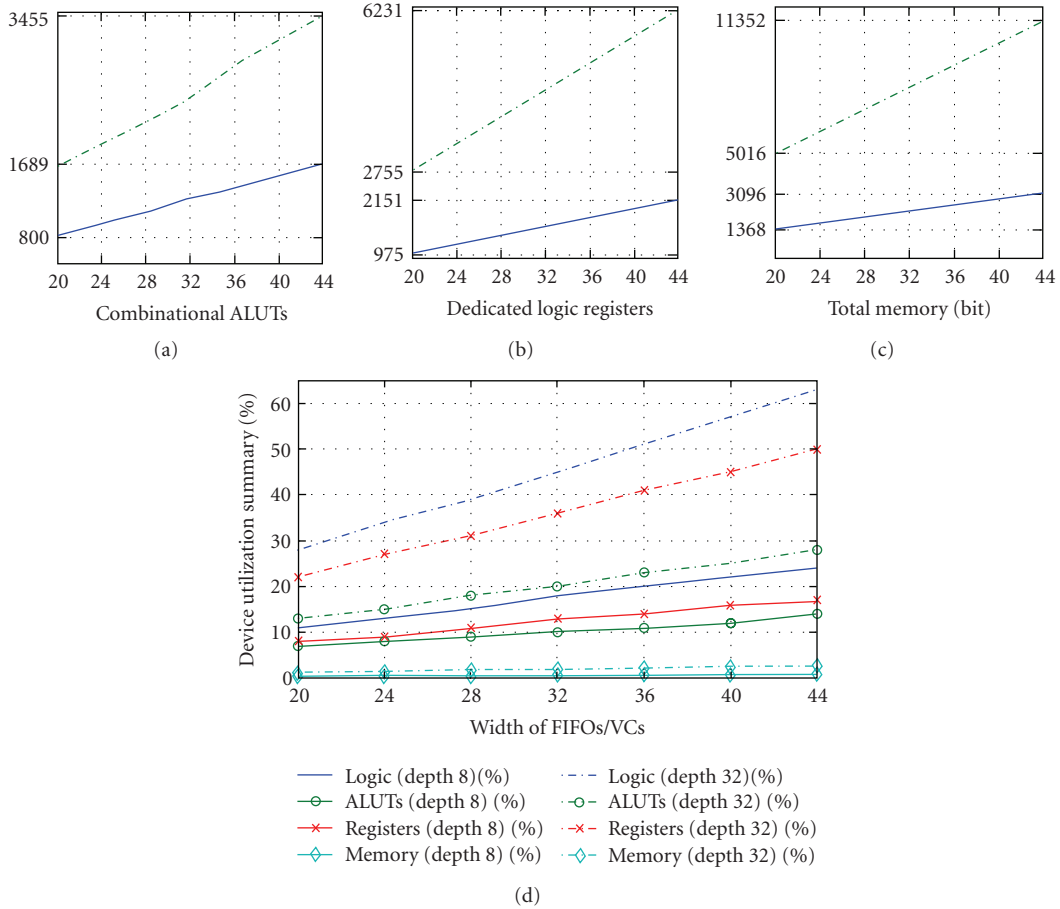 3455
1689
800
20 24 28 32 36 40 44
Combinational ALUTs
(a)
6231
2755
2151
975
20 24 28 32 36 40 44
Dedicated logic registers
(b)
11352
5016
3096
1368
20 24 28 32 36 40 44
Total memory (bit)
(c)
Device utilization summary (%)
60
50
40
30
20
10
0
20 24 28 32 36 40 44
Width of FIFOs/VCs
Logic (depth 8)(%)
ALUTs (depth 8) (%)
Registers (depth 8) (%)
Memory (depth 8) (%)
Logic (depth 32)(%)
ALUTs (depth 32) (%)
Registers (depth 32) (%)
Memory (depth 32) (%)
(d)